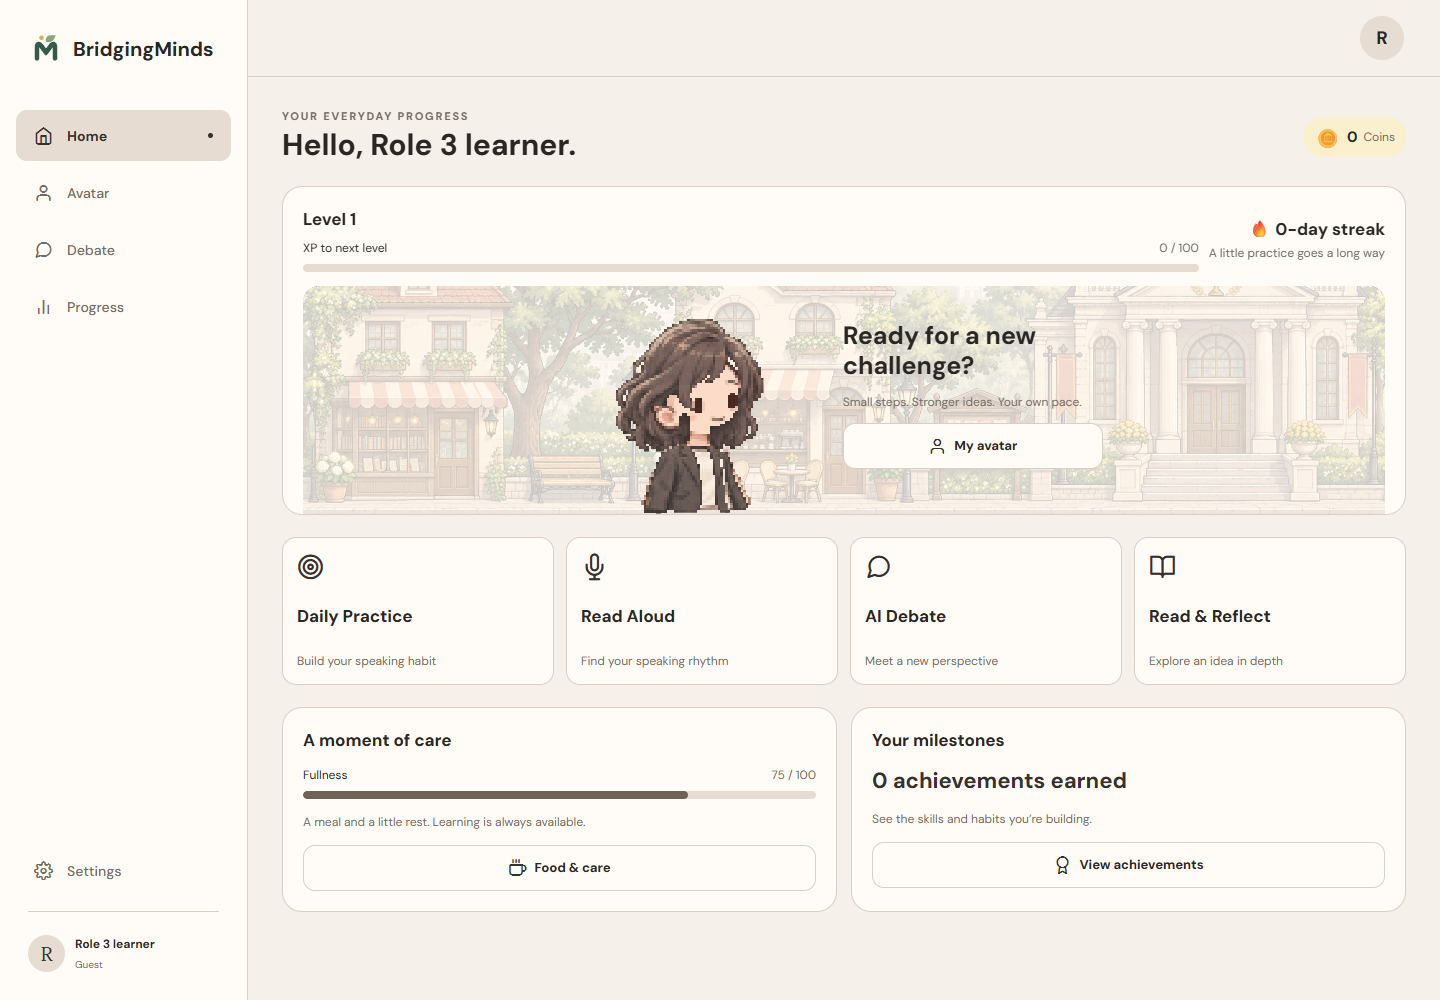 BridgingMinds
Home
Avatar
Debate
Progress
Settings
R
Role 3 learner
Guest
R
YOUR EVERYDAY PROGRESS
Hello, Role 3 learner.
0 Coins
Level 1
XP to next level
0 / 100
0-day streak
A little practice goes a long way
Ready for a new
challenge?
Small steps. Stronger ideas. Your own pace.
My avatar
Daily Practice
Build your speaking habit
Read Aloud
Find your speaking rhythm
AI Debate
Meet a new perspective
Read & Reflect
Explore an idea in depth
A moment of care
Fullness
75 / 100
A meal and a little rest. Learning is always available.
Food & care
Your milestones
0 achievements earned
See the skills and habits you’re building.
View achievements